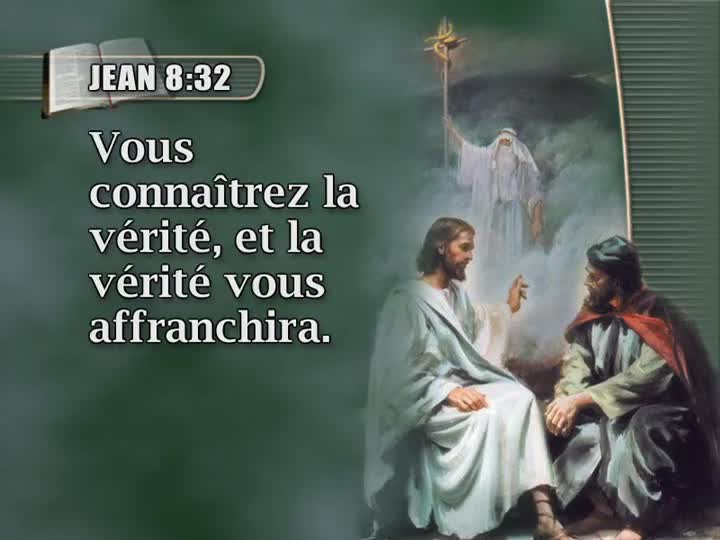 JEAN 8:32
Vous
connaîtrez la
vérité, et la
vérité vous
affranchira.